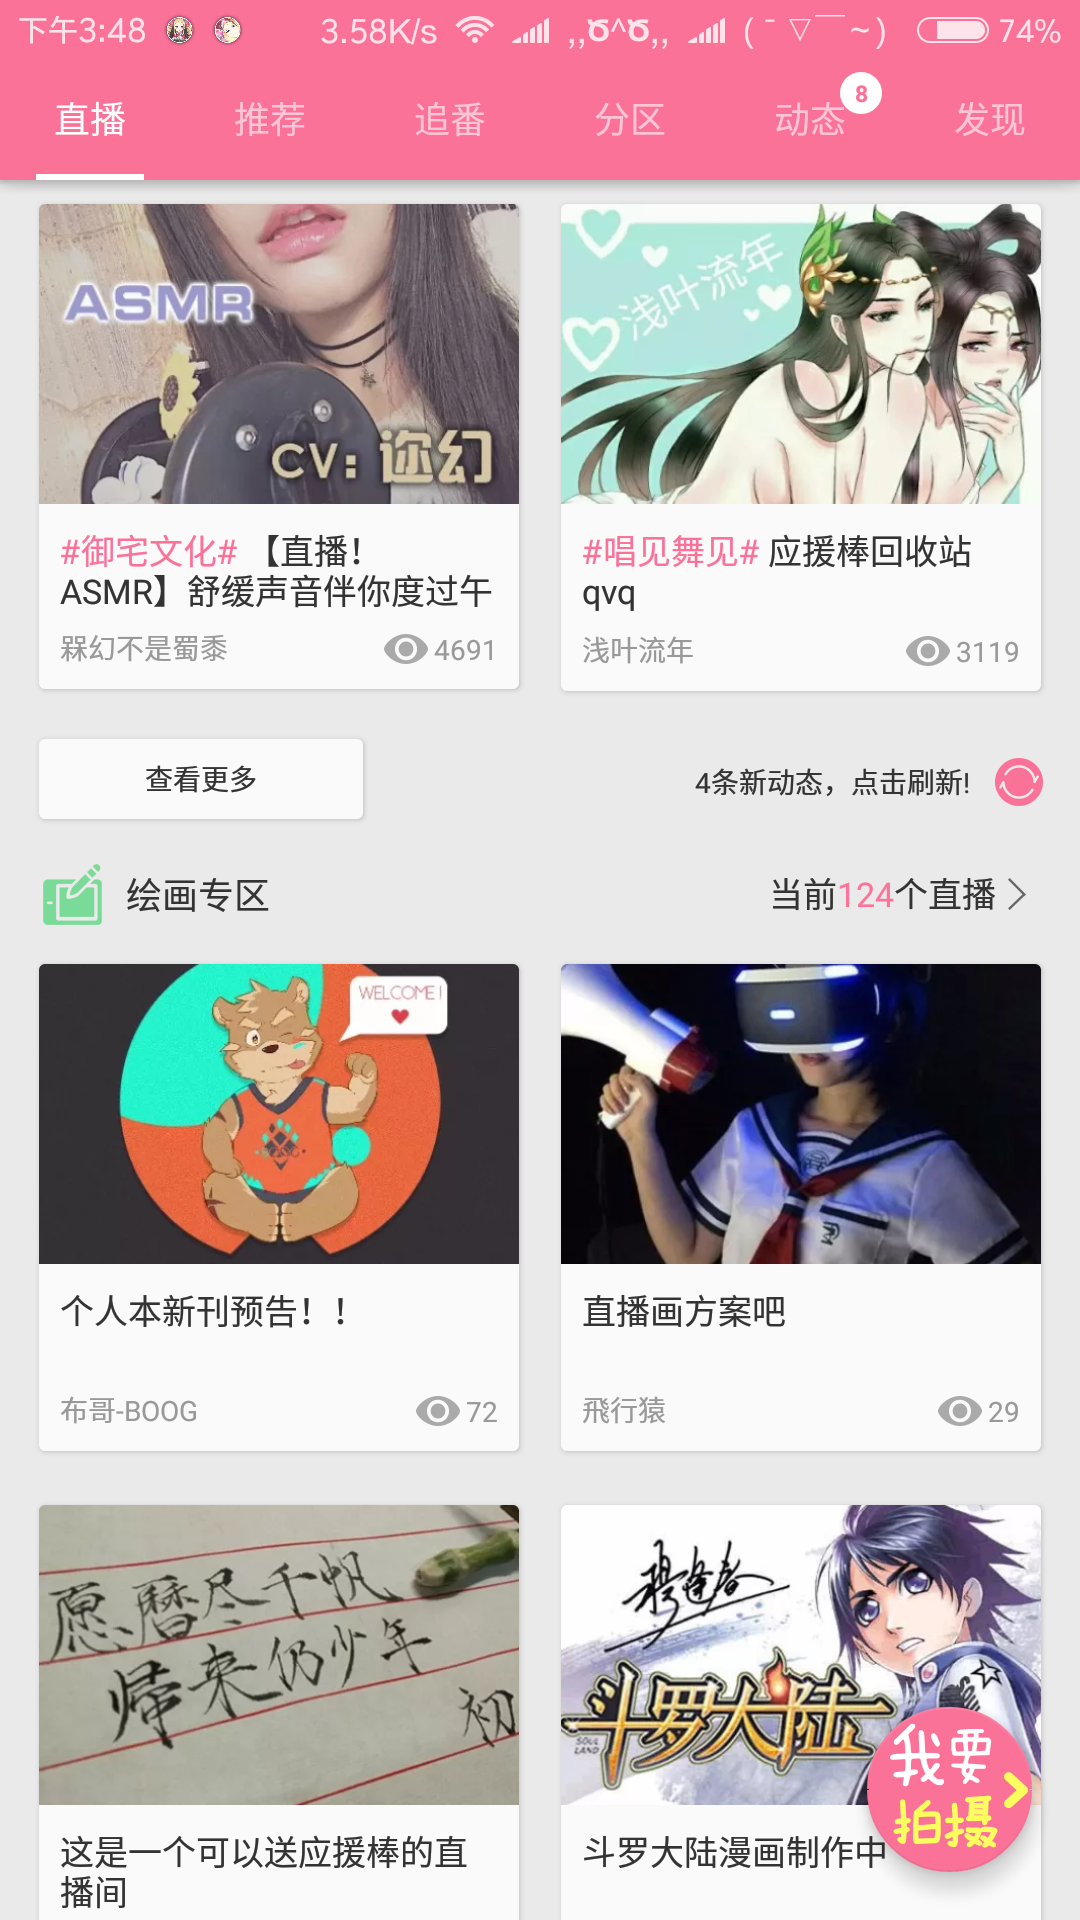 下午3:48 3.58K/s ,,Ծ^Ծ,, (¯▽¯~) 74%
直播 推荐 追番 分区 动态 8 发现
ASMR
CV：迩幻
浅叶流年
#御宅文化# 【直播！
ASMR】舒缓声音伴你度过午
槑幻不是蜀黍 4691
#唱见舞见# 应援棒回收站
qvq
浅叶流年 3119
查看更多
4条新动态，点击刷新!
绘画专区
当前124个直播
WELCOME!
个人本新刊预告！！
布哥-BOOG 72
直播画方案吧
飛行猿 29
愿曆尽千帆
归来仍少年
初
穆逢春
斗罗大陆
SOUL
LAND
这是一个可以送应援棒的直
播间
斗罗大陆漫画制作中
我要
拍摄